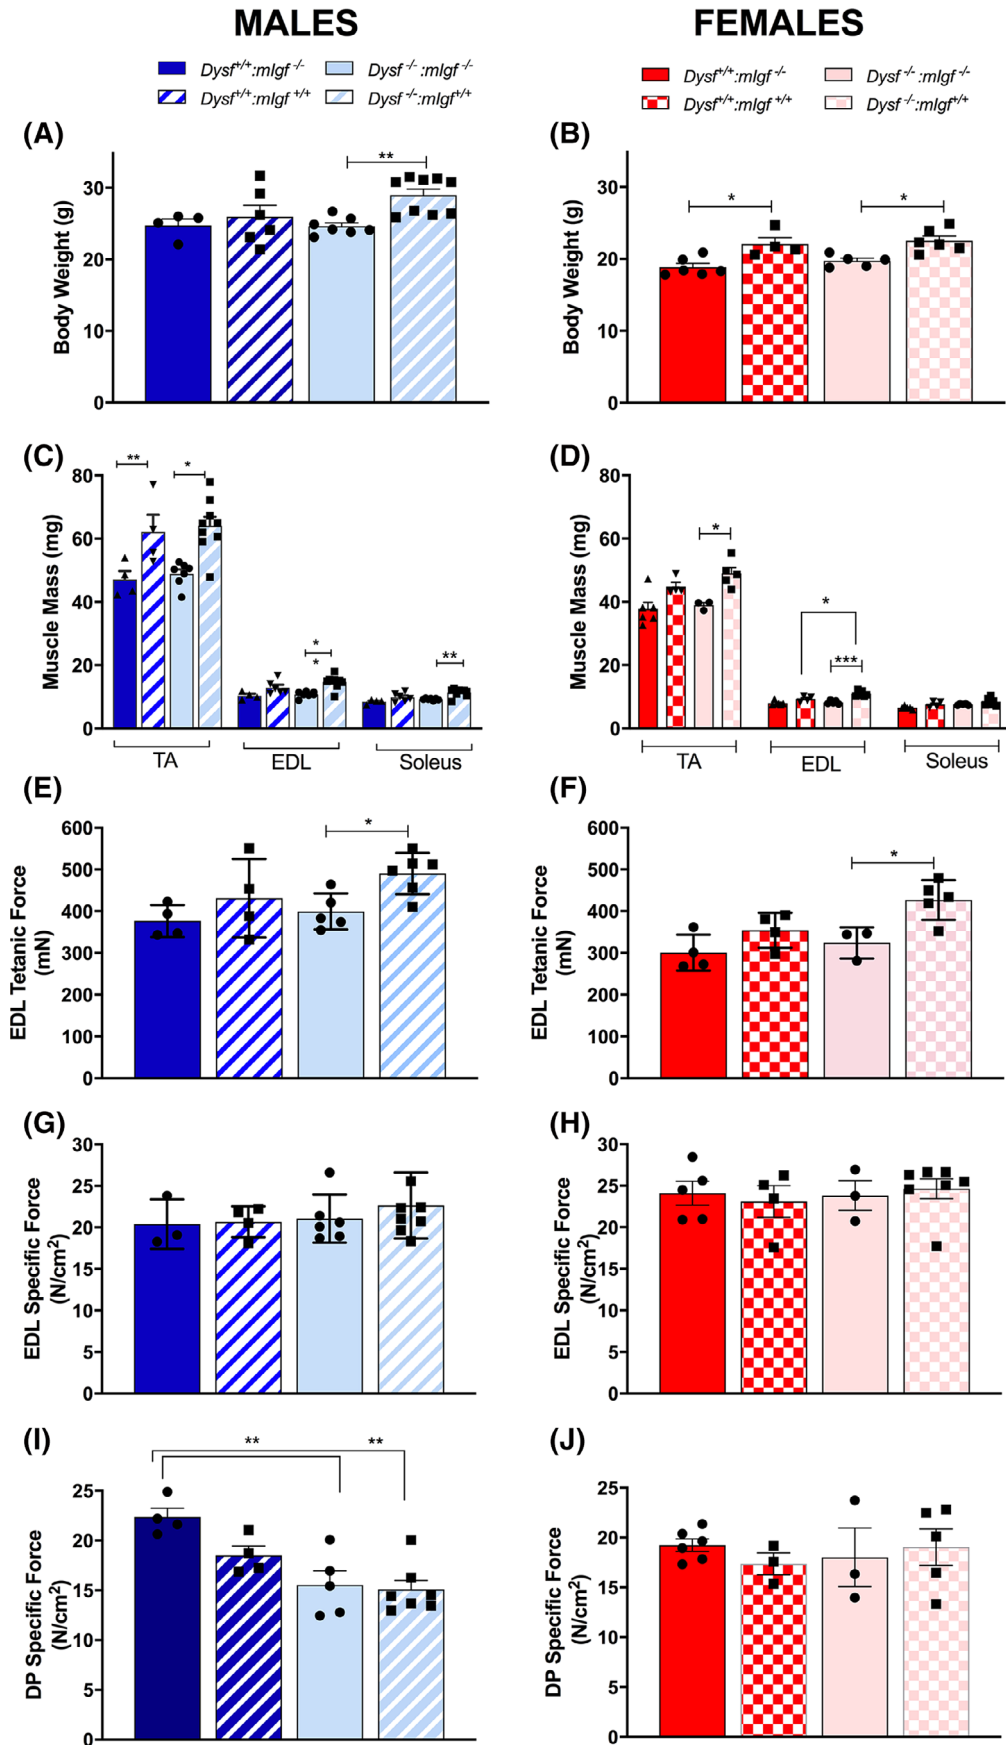 MALES
FEMALES
Dysf+/+:mIgf -/-
Dysf -/-:mIgf -/-
Dysf+/+:mIgf +/+
Dysf -/-:mIgf+/+
Dysf+/+:mIgf -/-
Dysf -/-:mIgf -/-
Dysf+/+:mIgf +/+
Dysf -/-:mIgf+/+
(A)
Body Weight (g)
30
20
10
0
**
(B)
Body Weight (g)
30
20
10
0
*
*
(C)
Muscle Mass (mg)
80
60
40
20
0
**
*
*
*
**
TA
EDL
Soleus
(D)
Muscle Mass (mg)
80
60
40
20
0
*
*
***
TA
EDL
Soleus
(E)
EDL Tetanic Force
(mN)
600
500
400
300
200
100
0
*
(F)
EDL Tetanic Force
(mN)
600
500
400
300
200
100
0
*
(G)
EDL Specific Force
(N/cm2)
30
25
20
15
10
5
0
(H)
EDL Specific Force
(N/cm2)
30
25
20
15
10
5
0
(I)
DP Specific Force
(N/cm2)
25
20
15
10
5
0
**
**
(J)
DP Specific Force
(N/cm2)
25
20
15
10
5
0